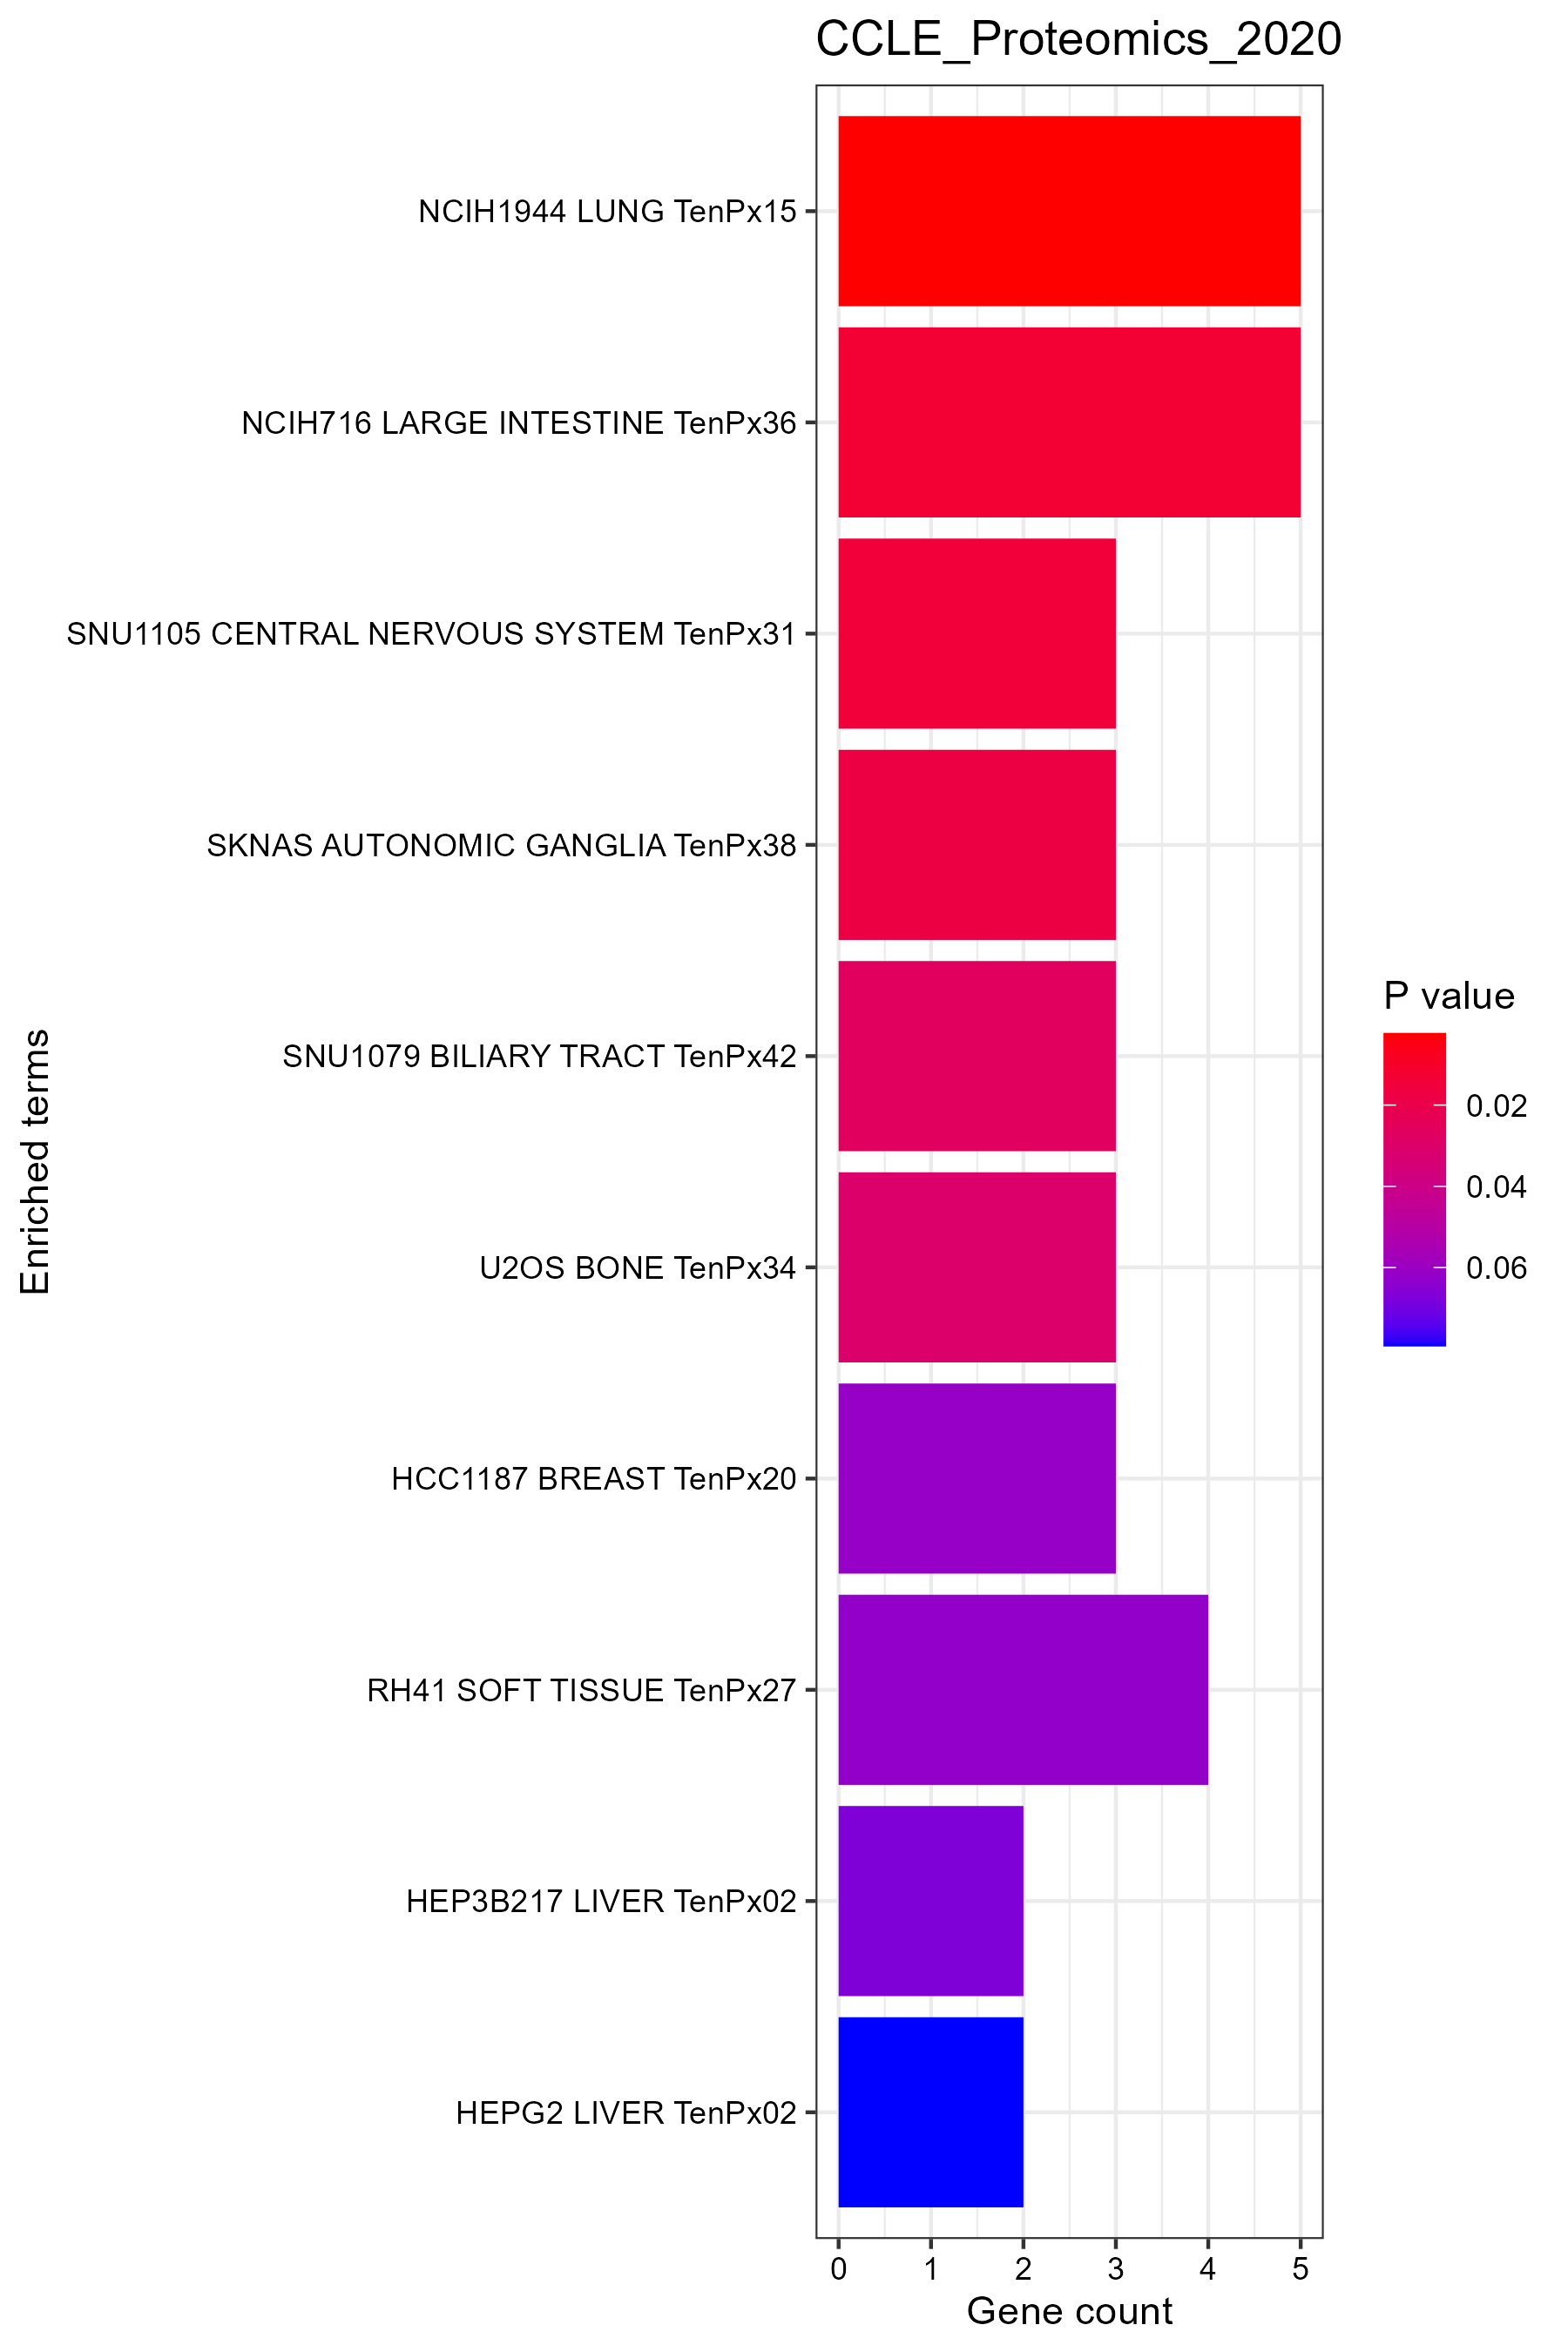 CCLE_Proteomics_2020
NCIH1944 LUNG TenPx15
NCIH716 LARGE INTESTINE TenPx36
SNU1105 CENTRAL NERVOUS SYSTEM TenPx31
SKNAS AUTONOMIC GANGLIA TenPx38
SNU1079 BILIARY TRACT TenPx42
U2OS BONE TenPx34
HCC1187 BREAST TenPx20
RH41 SOFT TISSUE TenPx27
HEP3B217 LIVER TenPx02
HEPG2 LIVER TenPx02
Enriched terms
0 1 2 3 4 5
Gene count
P value
0.02
0.04
0.06